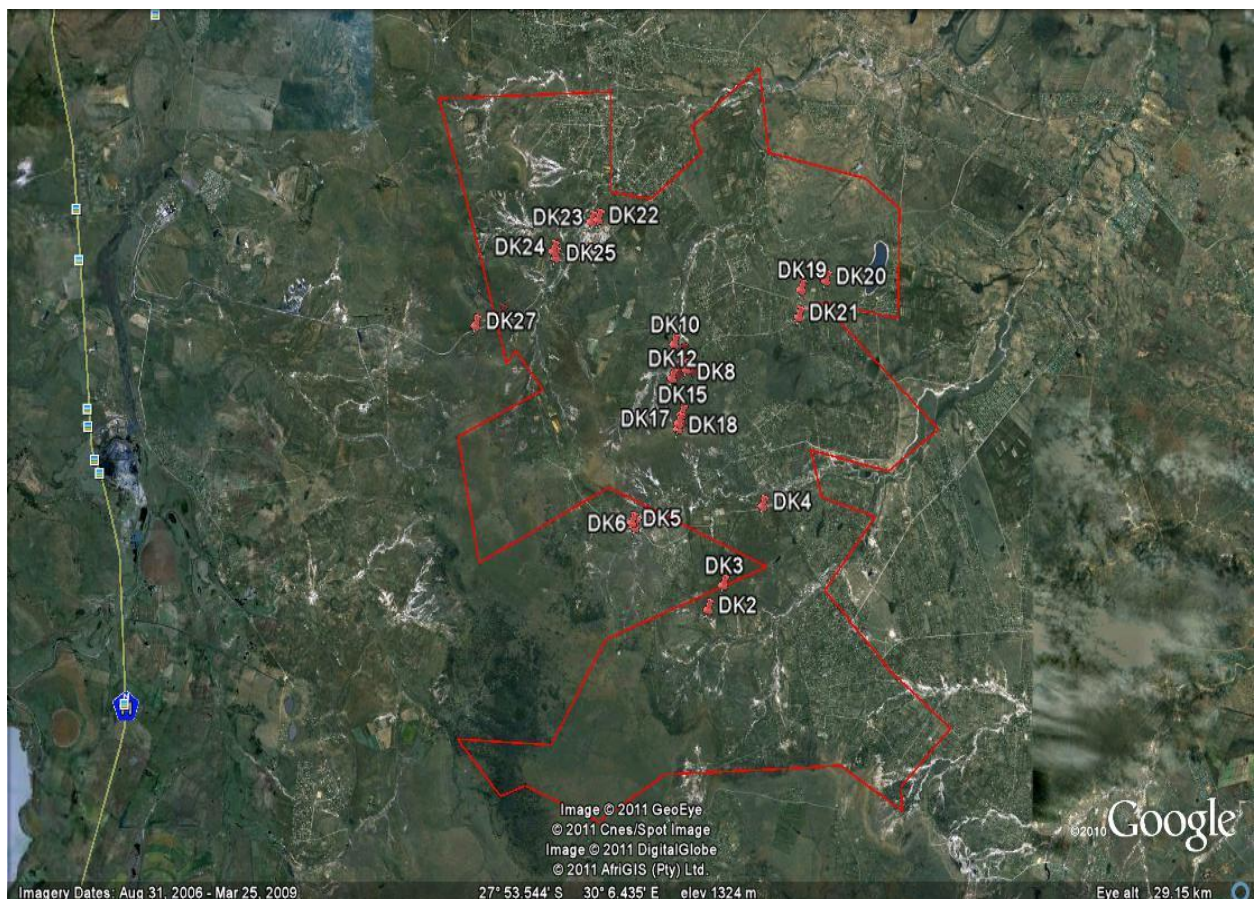 DK23 DK22
DK24 DK25
DK19 DK20
DK21
DK27
DK10
DK12 DK8
DK15
DK17 DK18
DK4
DK6 DK5
DK3
DK2
Image © 2011 GeoEye
© 2011 Cnes/Spot Image
Image © 2011 DigitalGlobe
© 2011 AfriGIS (Pty) Ltd.
©2010 Google
Imagery Dates: Aug 31, 2006 - Mar 25, 2009 27° 53.544' S 30° 6.435' E elev 1324 m Eye alt 29.15 km